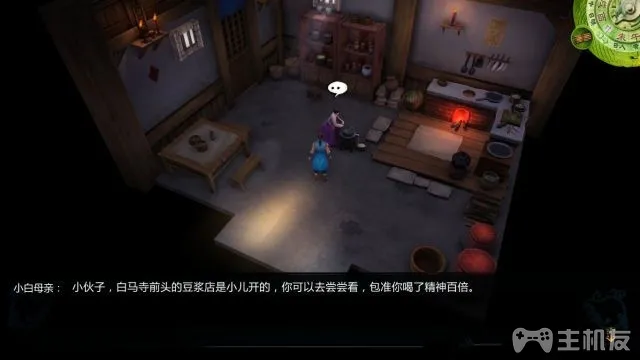 小白母亲： 小伙子，白马寺前头的豆浆店是小儿开的，你可以去尝尝看，包准你喝了精神百倍。
主机友